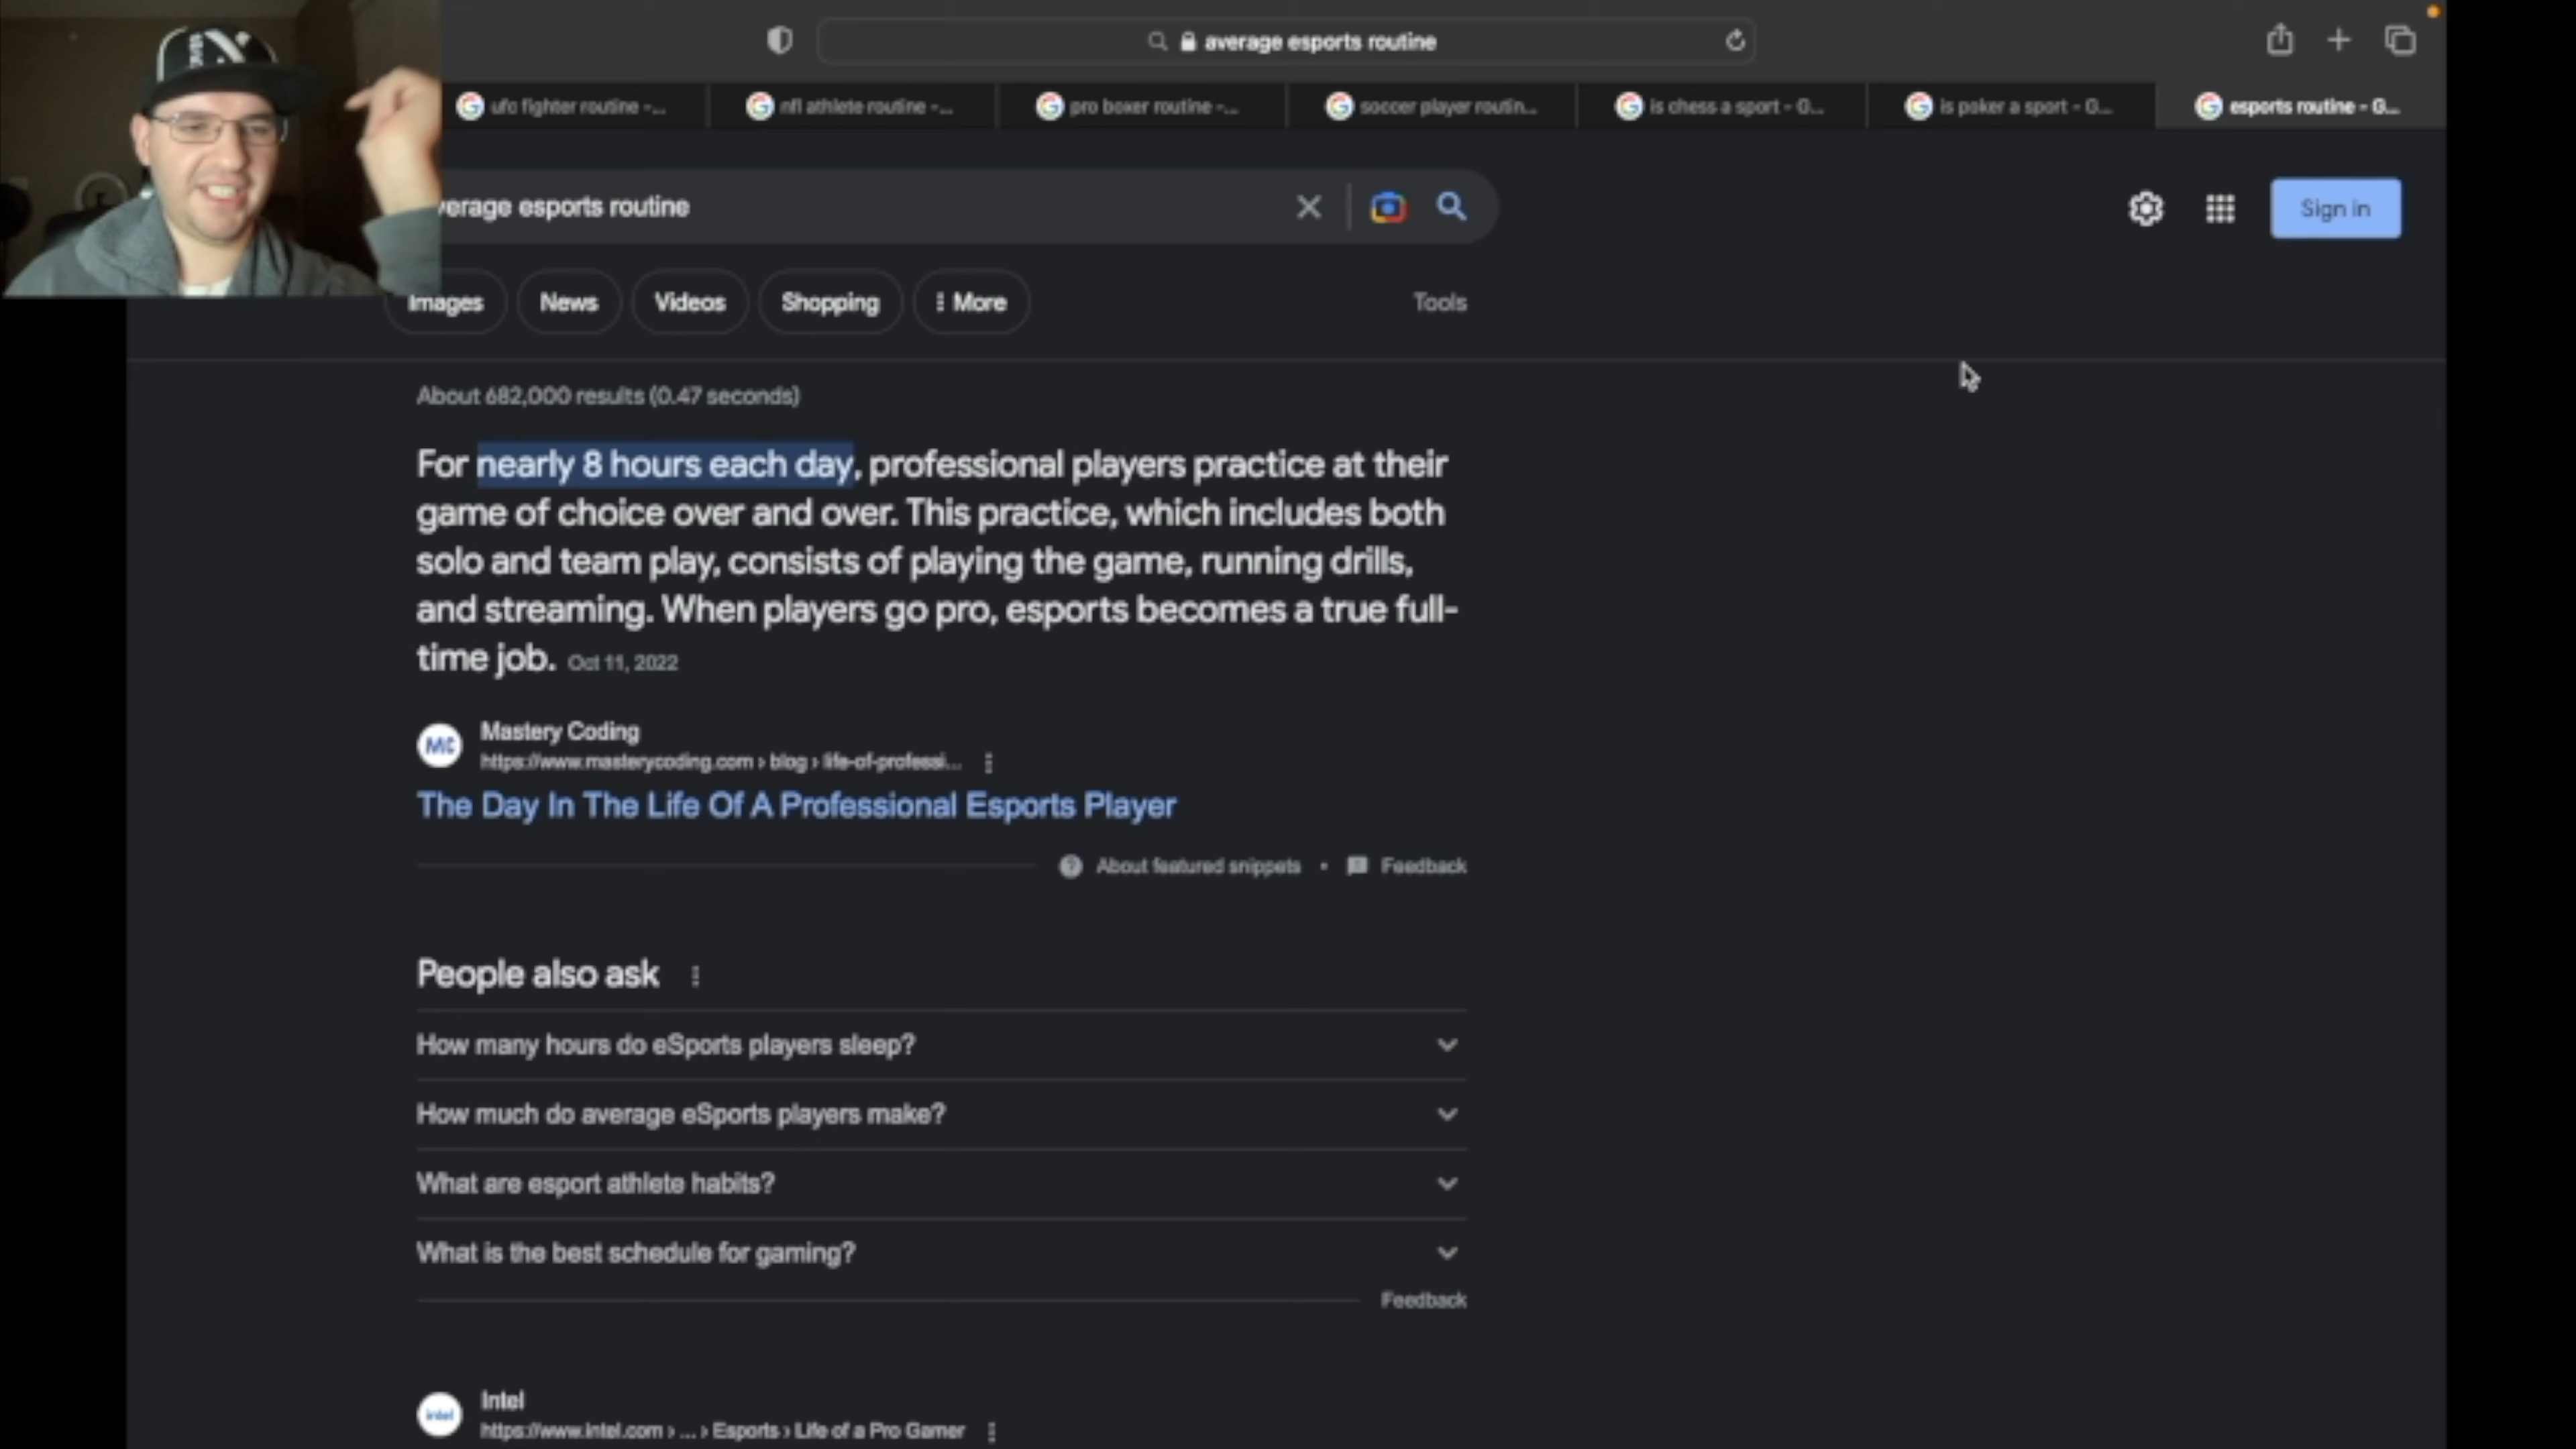 average esports routine
ufc fighter routine -...
nfl athlete routine -...
pro boxer routine -...
soccer player routin...
is chess a sport - G...
is poker a sport - G...
esports routine - G...
verage esports routine
Sign in
Images
News
Videos
Shopping
More
Tools
About 682,000 results (0.47 seconds)
For nearly 8 hours each day, professional players practice at their
game of choice over and over. This practice, which includes both
solo and team play, consists of playing the game, running drills,
and streaming. When players go pro, esports becomes a true full-
time job. Oct 11, 2022
MC
Mastery Coding
https://www.masterycoding.com › blog › life-of-professi...
The Day In The Life Of A Professional Esports Player
About featured snippets • Feedback
People also ask
How many hours do eSports players sleep?
How much do average eSports players make?
What are esport athlete habits?
What is the best schedule for gaming?
Feedback
intel
Intel
https://www.intel.com › ... › Esports › Life of a Pro Gamer